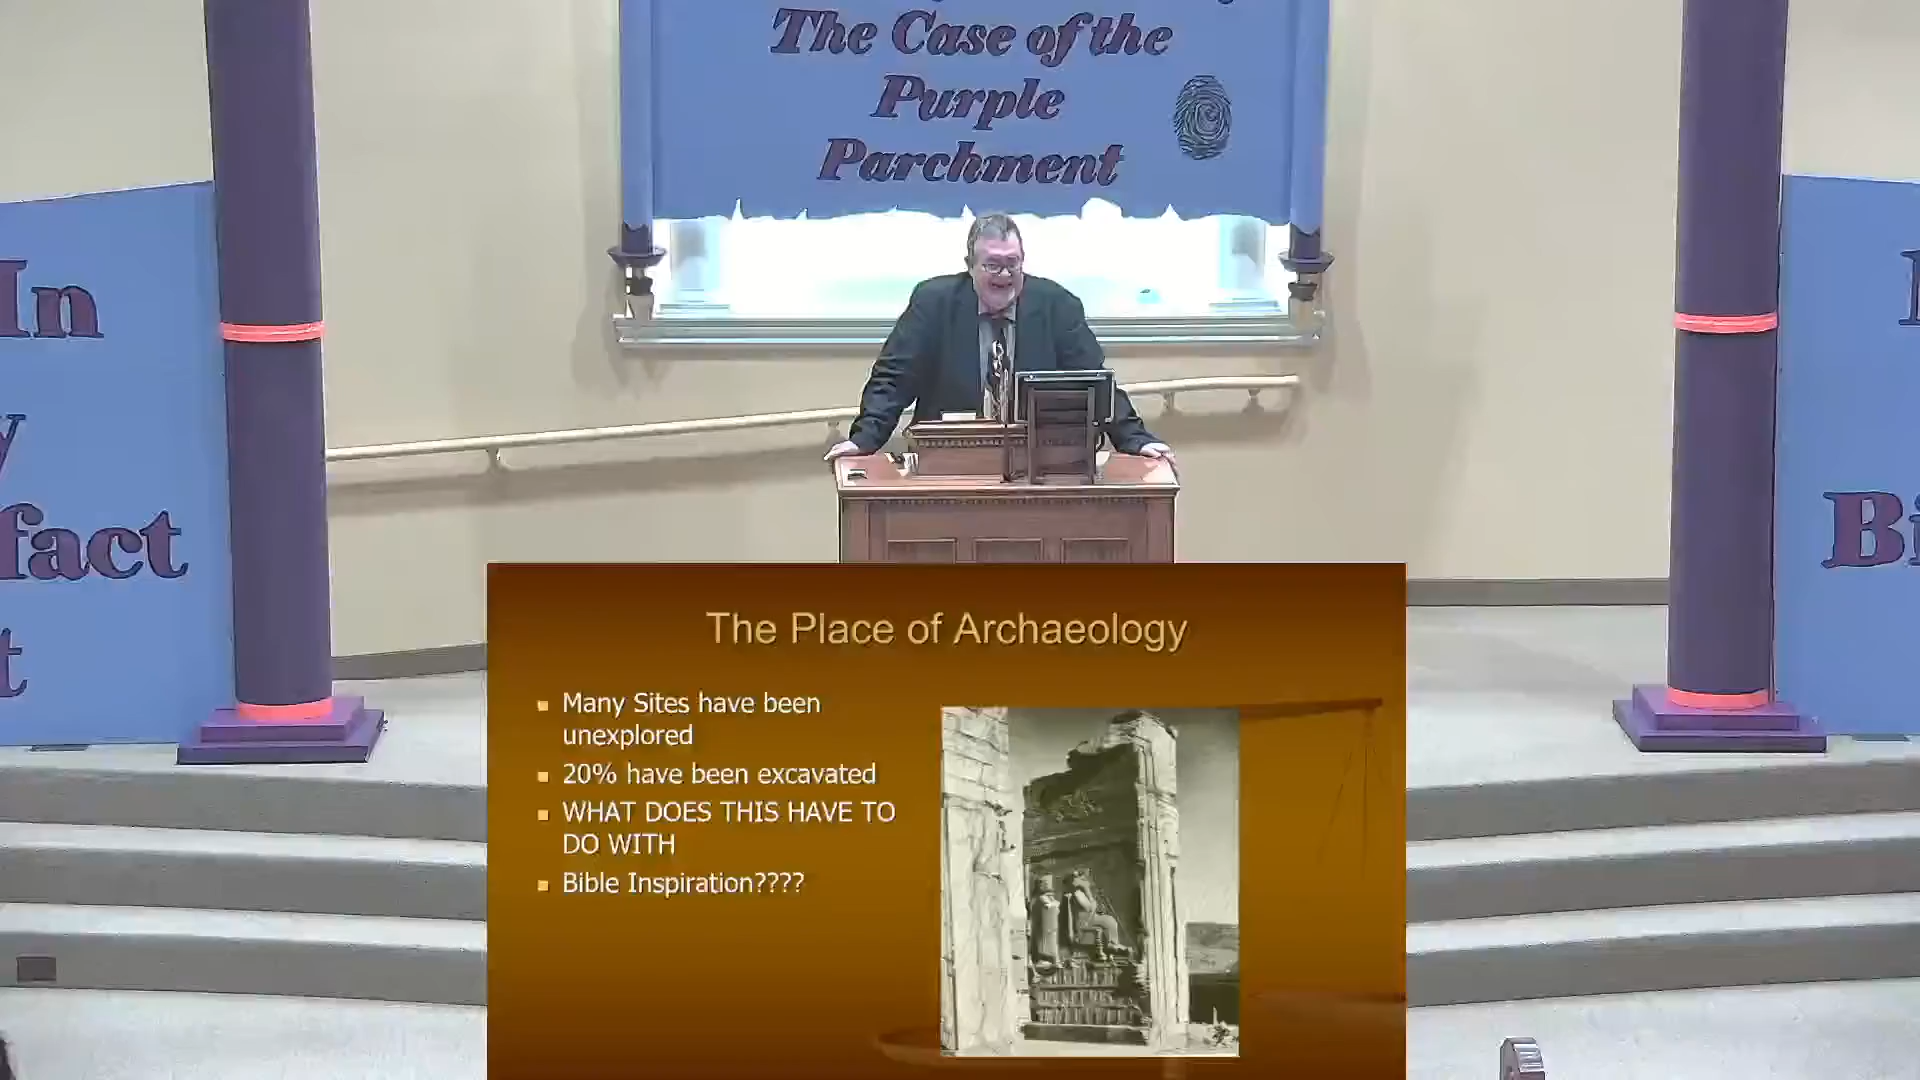 The Case of the
Purple
Parchment
In
fact
The Place of Archaeology
Many Sites have been
unexplored
20% have been excavated
WHAT DOES THIS HAVE TO
DO WITH
Bible Inspiration????